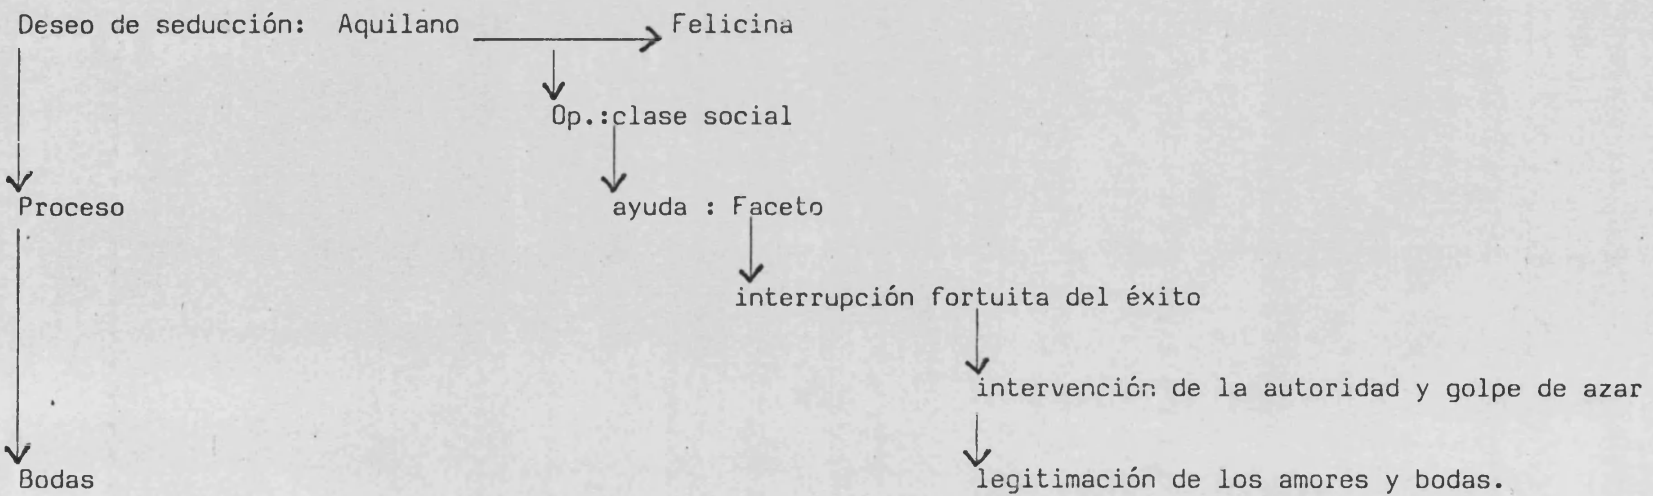 Deseo de seducción: Aquilano Felicina
Op.:clase social
Proceso ayuda : Faceto
interrupción fortuita del éxito
intervención de la autoridad y golpe de azar
Bodas legitimación de los amores y bodas.